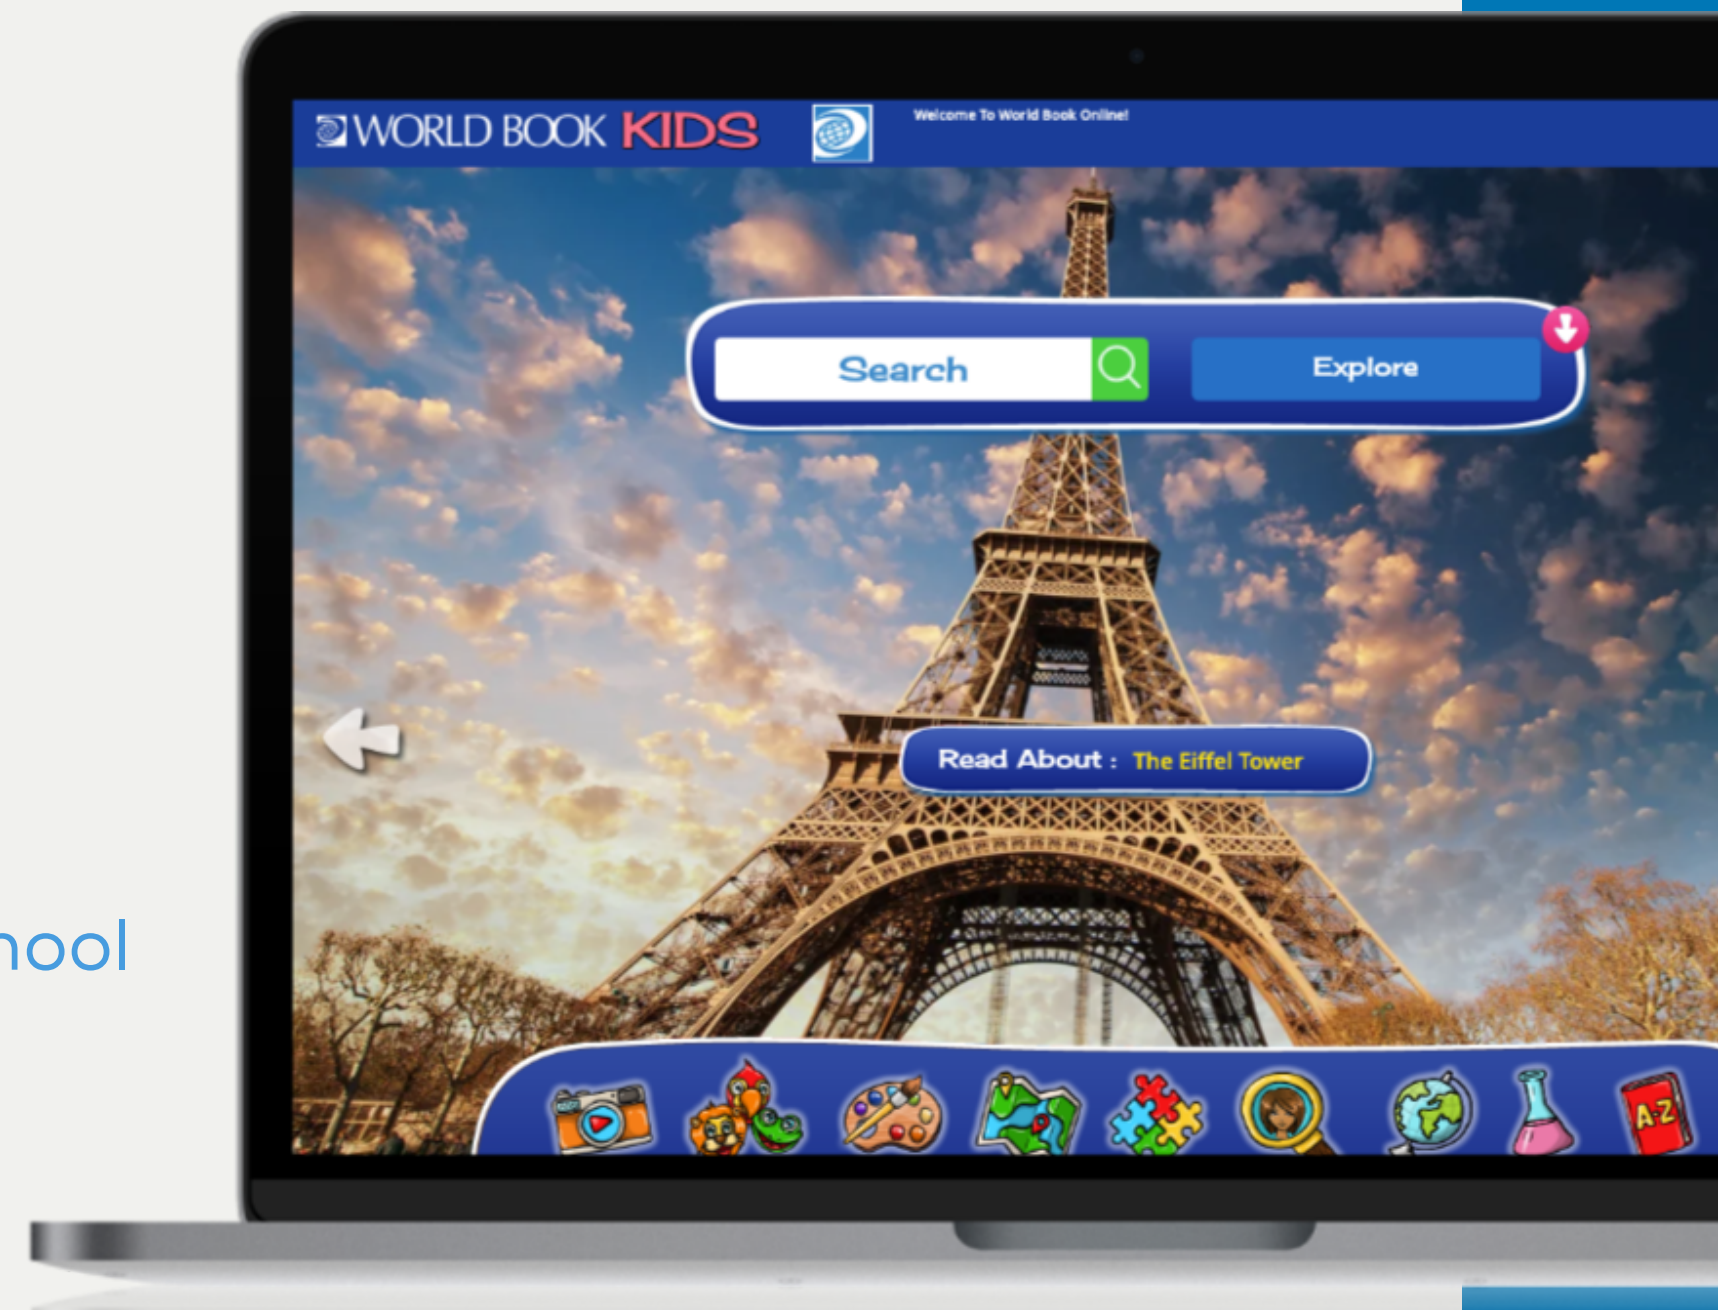 WORLD BOOK KIDS
Welcome To World Book Online!
Search
Explore
Read About : The Eiffel Tower
hool
A-Z